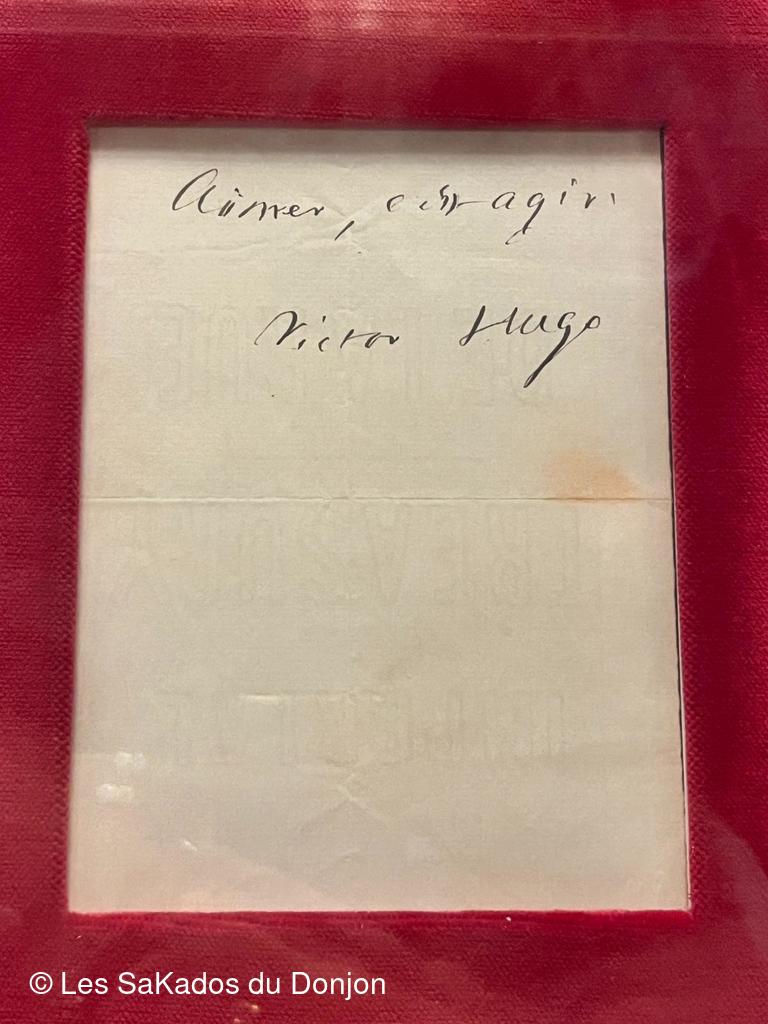 Aimer, c'est agir.
Victor Hugo
© Les SaKados du Donjon